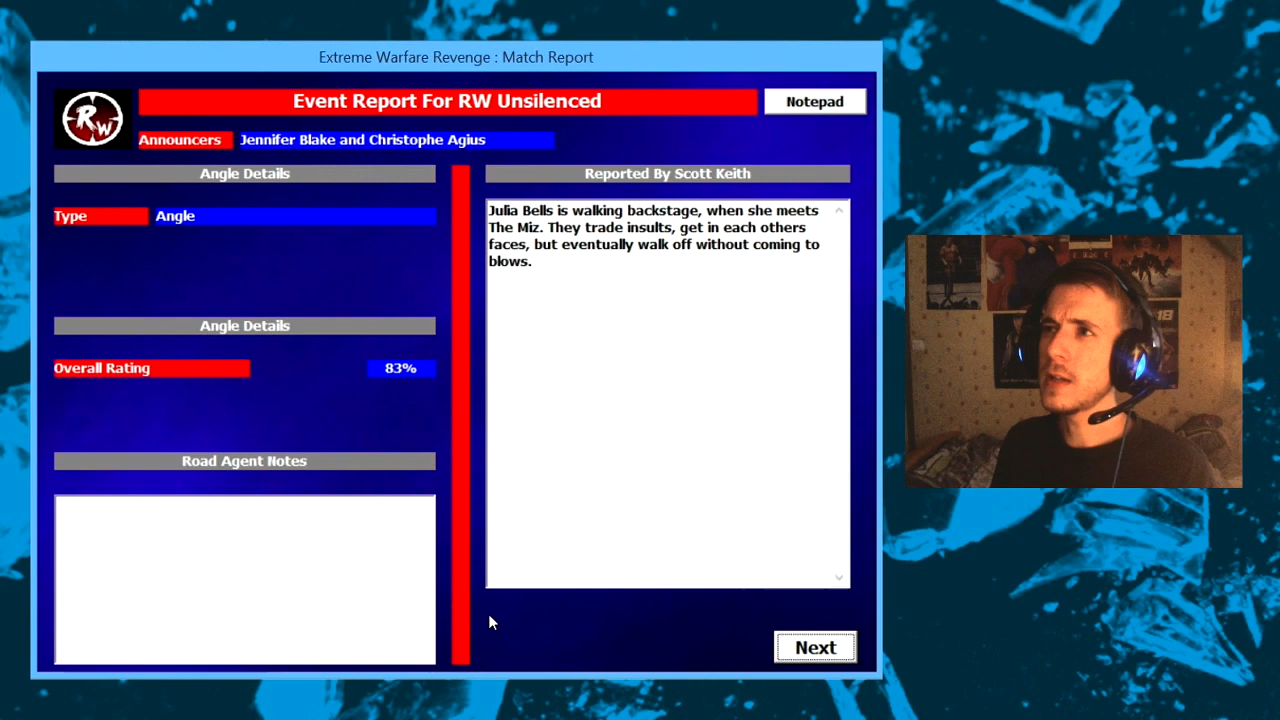 Extreme Warfare Revenge : Match Report
RW
Event Report For RW Unsilenced
Notepad
Announcers
Jennifer Blake and Christophe Agius
Angle Details
Type
Angle
Angle Details
Overall Rating
83%
Road Agent Notes
Reported By Scott Keith
Julia Bells is walking backstage, when she meets
The Miz. They trade insults, get in each others
faces, but eventually walk off without coming to
blows.
Next
18